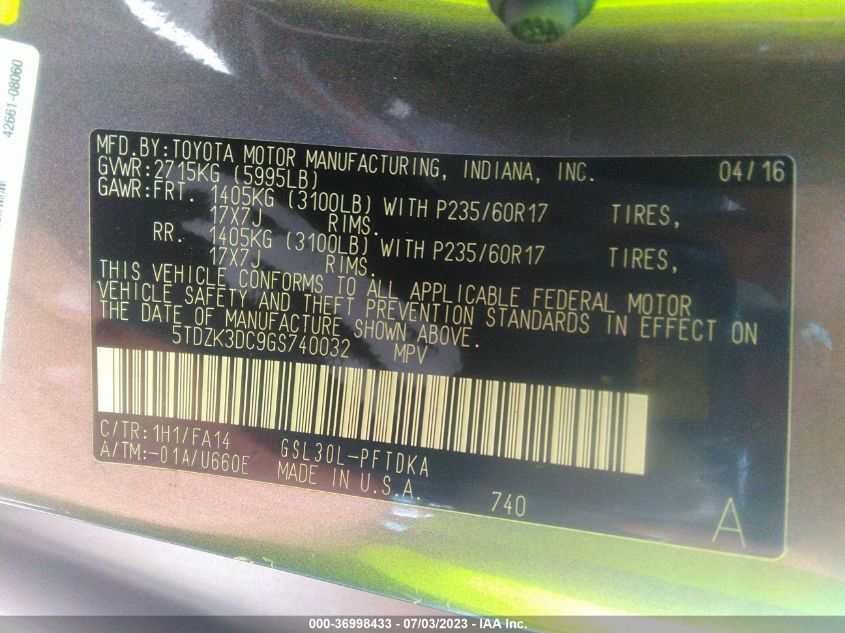 42661-08060
MFD.BY:TOYOTA MOTOR MANUFACTURING, INDIANA, INC. 04/16
GVWR:2715KG (5995LB)
GAWR:FRT. 1405KG (3100LB) WITH P235/60R17 TIRES,
17X7J RIMS.
RR. 1405KG (3100LB) WITH P235/60R17 TIRES,
17X7J RIMS.
THIS VEHICLE CONFORMS TO ALL APPLICABLE FEDERAL MOTOR
VEHICLE SAFETY AND THEFT PREVENTION STANDARDS IN EFFECT ON
THE DATE OF MANUFACTURE SHOWN ABOVE.
5TDZK3DC9GS740032 MPV
C/TR:1H1/FA14 GSL30L-PFTDKA
A/TM:-01A/U660E MADE IN U.S.A.
740
A
000-36998433 - 07/03/2023 - IAA Inc.